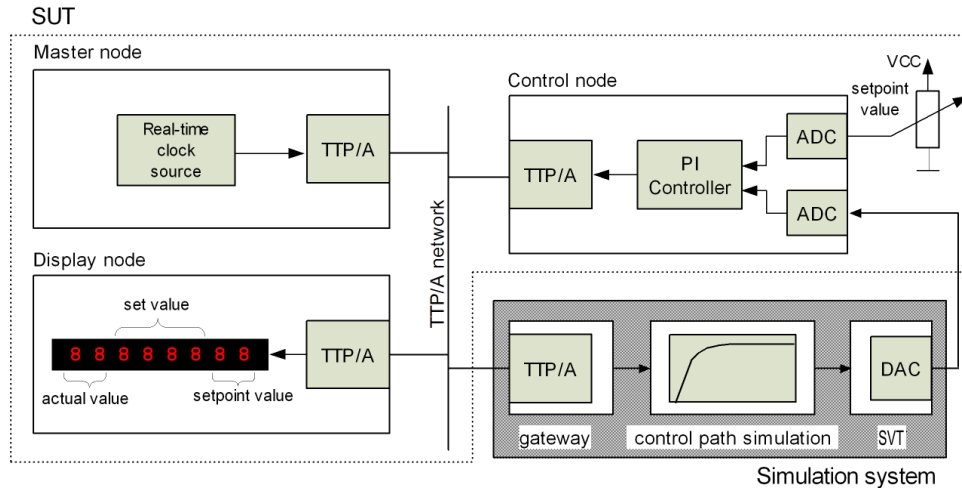 SUT
Master node
Real-time
clock
source
TTP/A
TTP/A network
Control node
TTP/A
PI
Controller
ADC
ADC
setpoint
value
VCC
Display node
set value
8 8 8 8 8 8 8 8
actual value
setpoint value
TTP/A
TTP/A
DAC
gateway
control path simulation
SVT
Simulation system